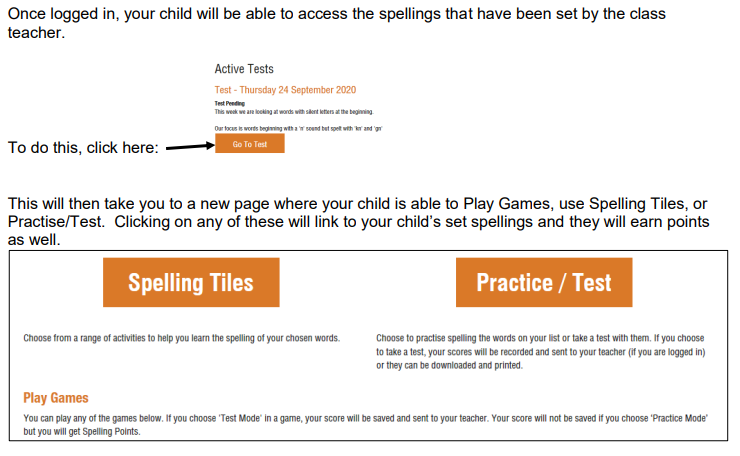 Once logged in, your child will be able to access the spellings that have been set by the class
teacher.
Active Tests
Test - Thursday 24 September 2020
Test Pending
This week we are looking at words with silent letters at the beginning.
Our focus is words beginning with a 'n' sound but spelt with 'kn' and 'gn'
To do this, click here:
Go To Test
This will then take you to a new page where your child is able to Play Games, use Spelling Tiles, or
Practise/Test.  Clicking on any of these will link to your child's set spellings and they will earn points
as well.
Spelling Tiles
Practice / Test
Choose from a range of activities to help you learn the spelling of your chosen words.
Choose to practise spelling the words on your list or take a test with them. If you choose
to take a test, your scores will be recorded and sent to your teacher (if you are logged in)
or they can be downloaded and printed.
Play Games
You can play any of the games below. If you choose 'Test Mode' in a game, your score will be saved and sent to your teacher. Your score will not be saved if you choose 'Practice Mode'
but you will get Spelling Points.